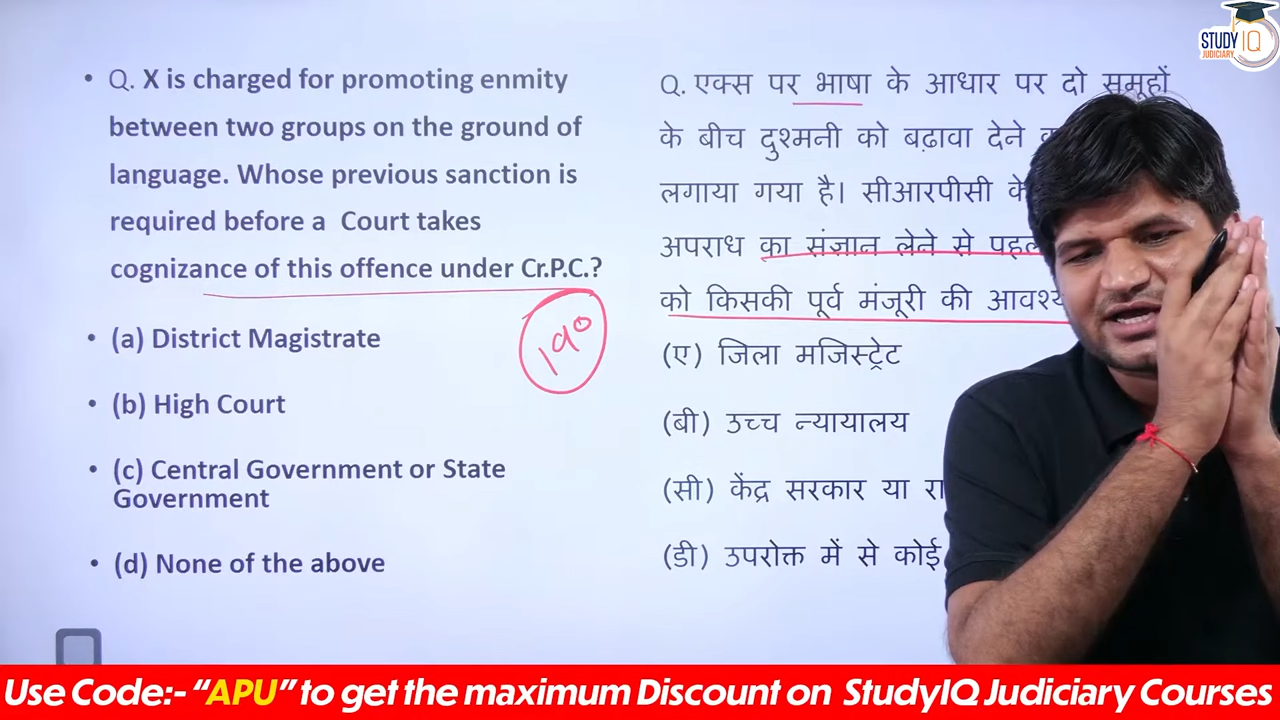 STUDY IQ
JUDICIARY
• Q. X is charged for promoting enmity
between two groups on the ground of
language. Whose previous sanction is
required before a Court takes
cognizance of this offence under Cr.P.C.?
190
• (a) District Magistrate
• (b) High Court
• (c) Central Government or State
Government
• (d) None of the above
Q. एक्स पर भाषा के आधार पर दो समूहों
के बीच दुश्मनी को बढ़ावा देने
लगाया गया है। सीआरपीसी के
अपराध का संज्ञान लेने से पहले
को किसकी पूर्व मंजूरी की
(ए) जिला मजिस्ट्रेट
(बी) उच्च न्यायालय
(सी) केंद्र सरकार या
(डी) उपरोक्त में से कोई
Use Code:- “APU” to get the maximum Discount on StudyIQ Judiciary Courses